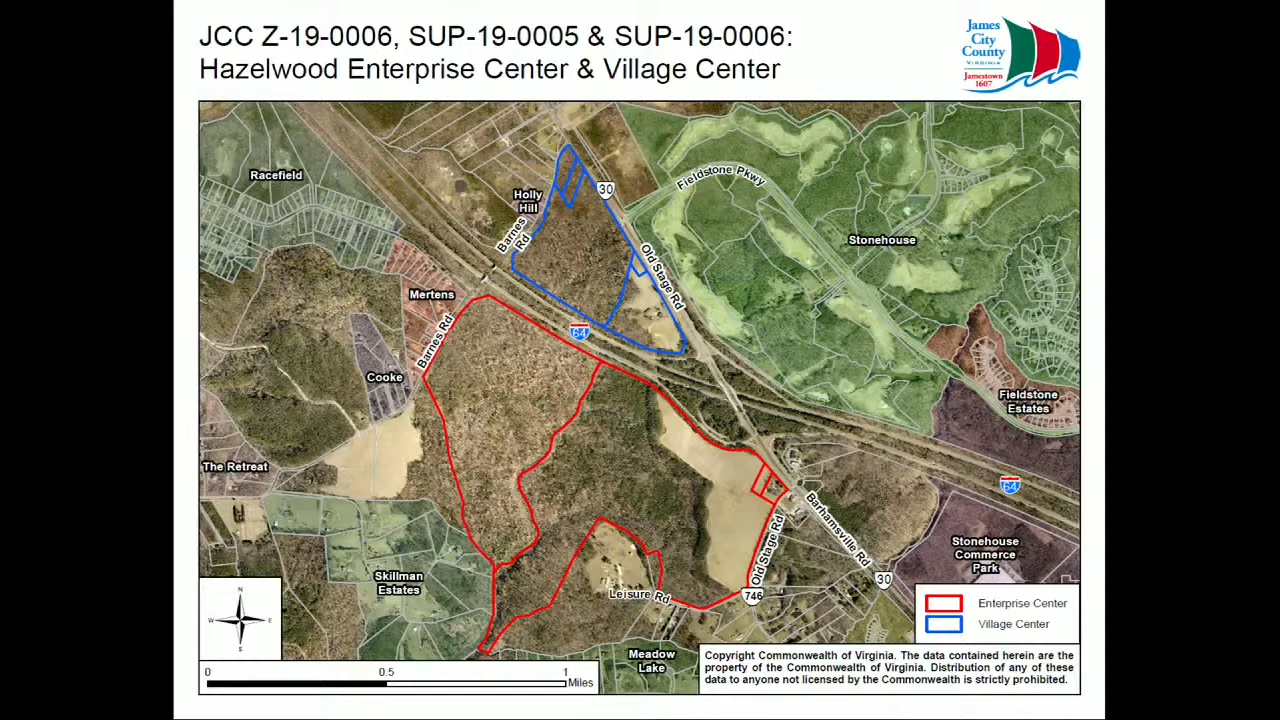 JCC Z-19-0006, SUP-19-0005 & SUP-19-0006:
Hazelwood Enterprise Center & Village Center
James
City
County
VIRGINIA
Jamestown
1607
Racefield
Holly
Hill
30
Fieldstone Pkwy
Barnes
Rd
Stonehouse
Old Stage Rd
Mertens
64
Barnes Rd
Cooke
Fieldstone
Estates
The Retreat
64
Barhamsville Rd
Old Stage Rd
Stonehouse
Commerce
Park
Skillman
Estates
30
Leisure Rd
746
N
W
E
S
Enterprise Center
Village Center
Meadow
Lake
0 0.5 1
Miles
Copyright Commonwealth of Virginia. The data contained herein are the
property of the Commonwealth of Virginia. Distribution of any of these
data to anyone not licensed by the Commonwealth is strictly prohibited.